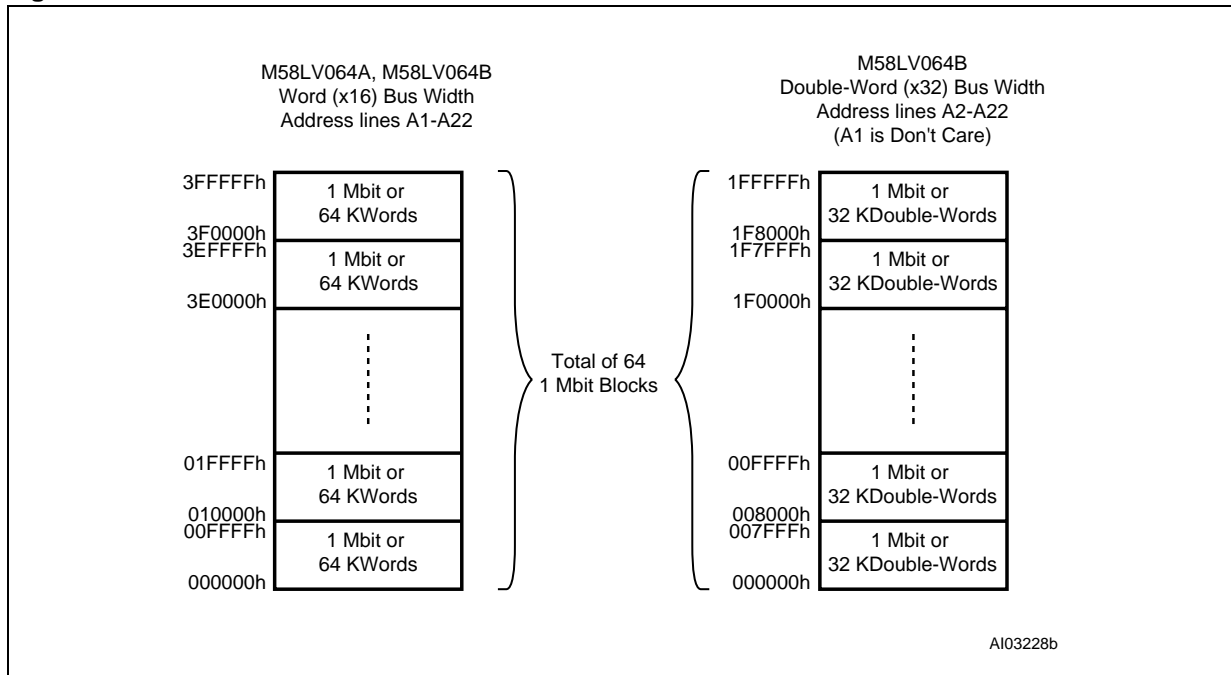 M58LV064A, M58LV064B
Word (x16) Bus Width
Address lines A1-A22
3FFFFFh
1 Mbit or
64 KWords
3F0000h
3EFFFFh
1 Mbit or
64 KWords
3E0000h
01FFFFh
1 Mbit or
64 KWords
010000h
00FFFFh
1 Mbit or
64 KWords
000000h
Total of 64
1 Mbit Blocks
M58LV064B
Double-Word (x32) Bus Width
Address lines A2-A22
(A1 is Don't Care)
1FFFFFh
1 Mbit or
32 KDouble-Words
1F8000h
1F7FFFh
1 Mbit or
32 KDouble-Words
1F0000h
00FFFFh
1 Mbit or
32 KDouble-Words
008000h
007FFFh
1 Mbit or
32 KDouble-Words
000000h
AI03228b